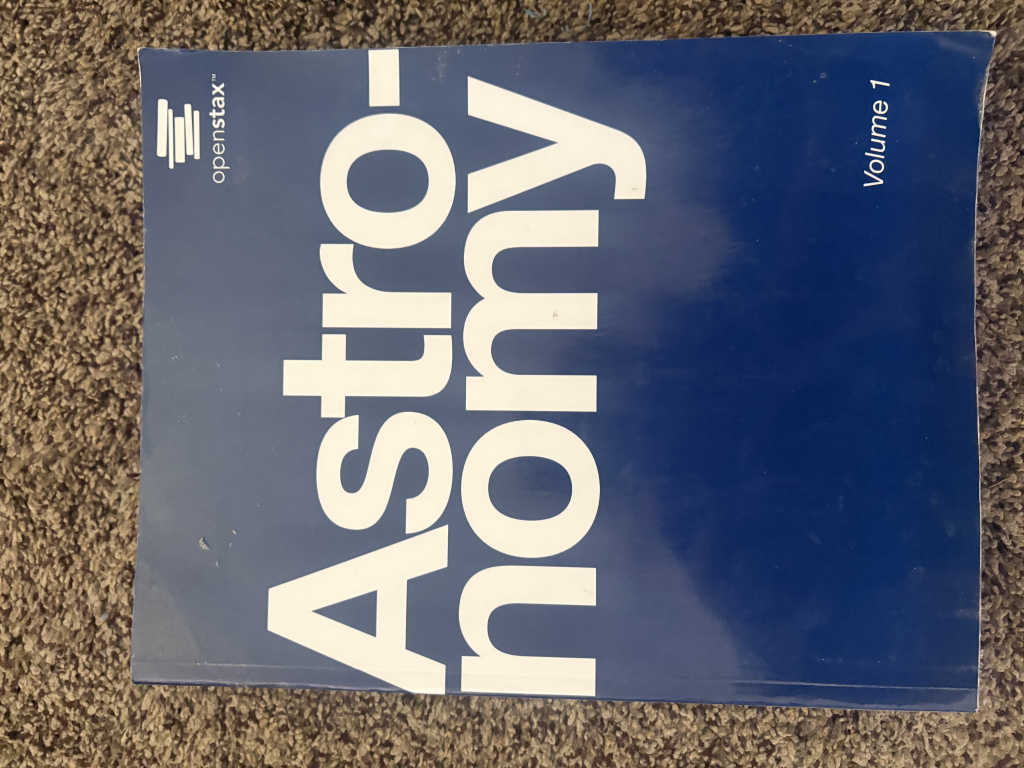 openstax™
Astro-
nomy
Volume 1